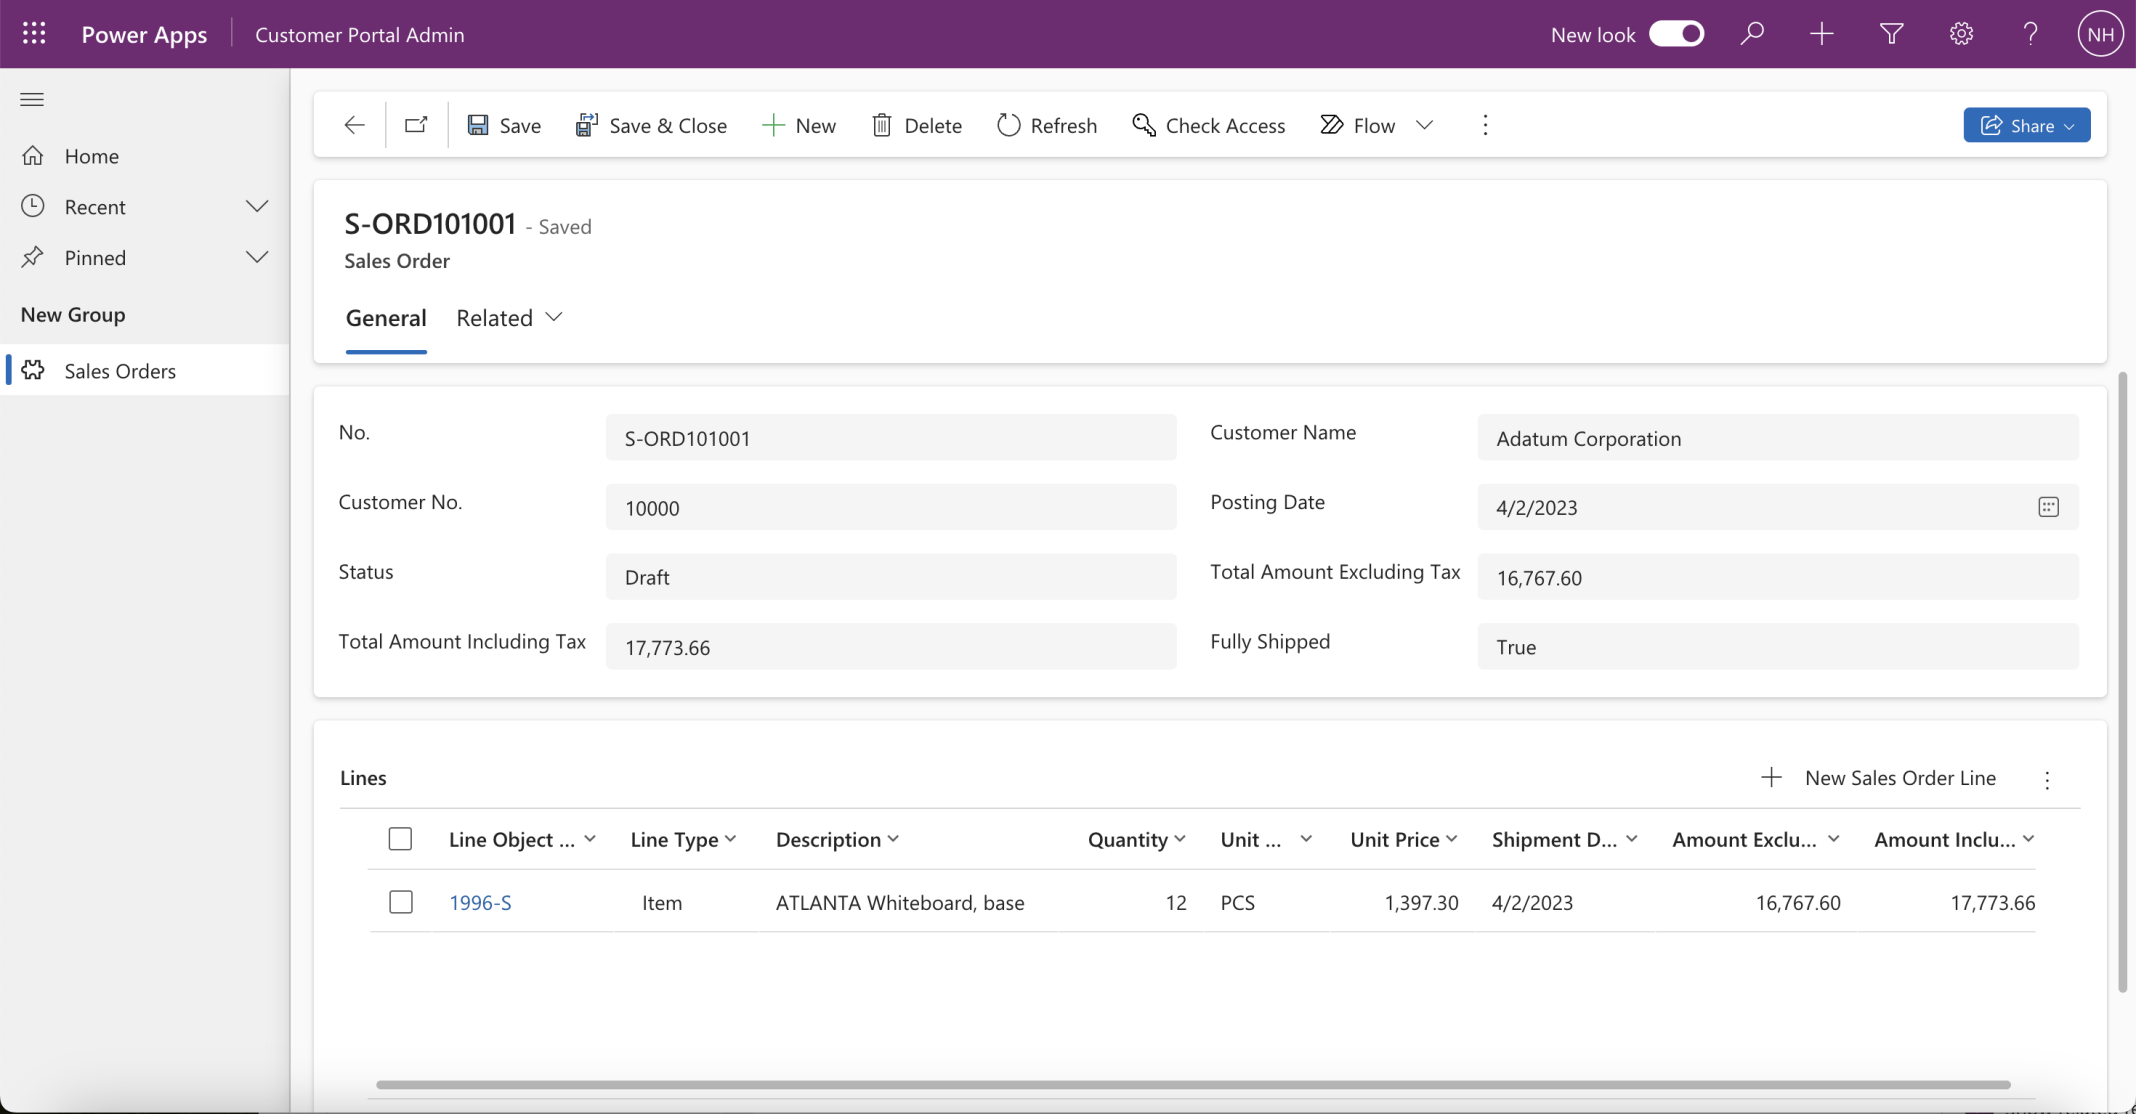 Power Apps Customer Portal Admin New look NH
Save Save & Close New Delete Refresh Check Access Flow Share
Home
Recent
Pinned
New Group
Sales Orders
S-ORD101001 - Saved
Sales Order
General Related
No. S-ORD101001 Customer Name Adatum Corporation
Customer No. 10000 Posting Date 4/2/2023
Status Draft Total Amount Excluding Tax 16,767.60
Total Amount Including Tax 17,773.66 Fully Shipped True
Lines New Sales Order Line
Line Object ... Line Type Description Quantity Unit ... Unit Price Shipment D... Amount Exclu... Amount Inclu...
1996-S Item ATLANTA Whiteboard, base 12 PCS 1,397.30 4/2/2023 16,767.60 17,773.66